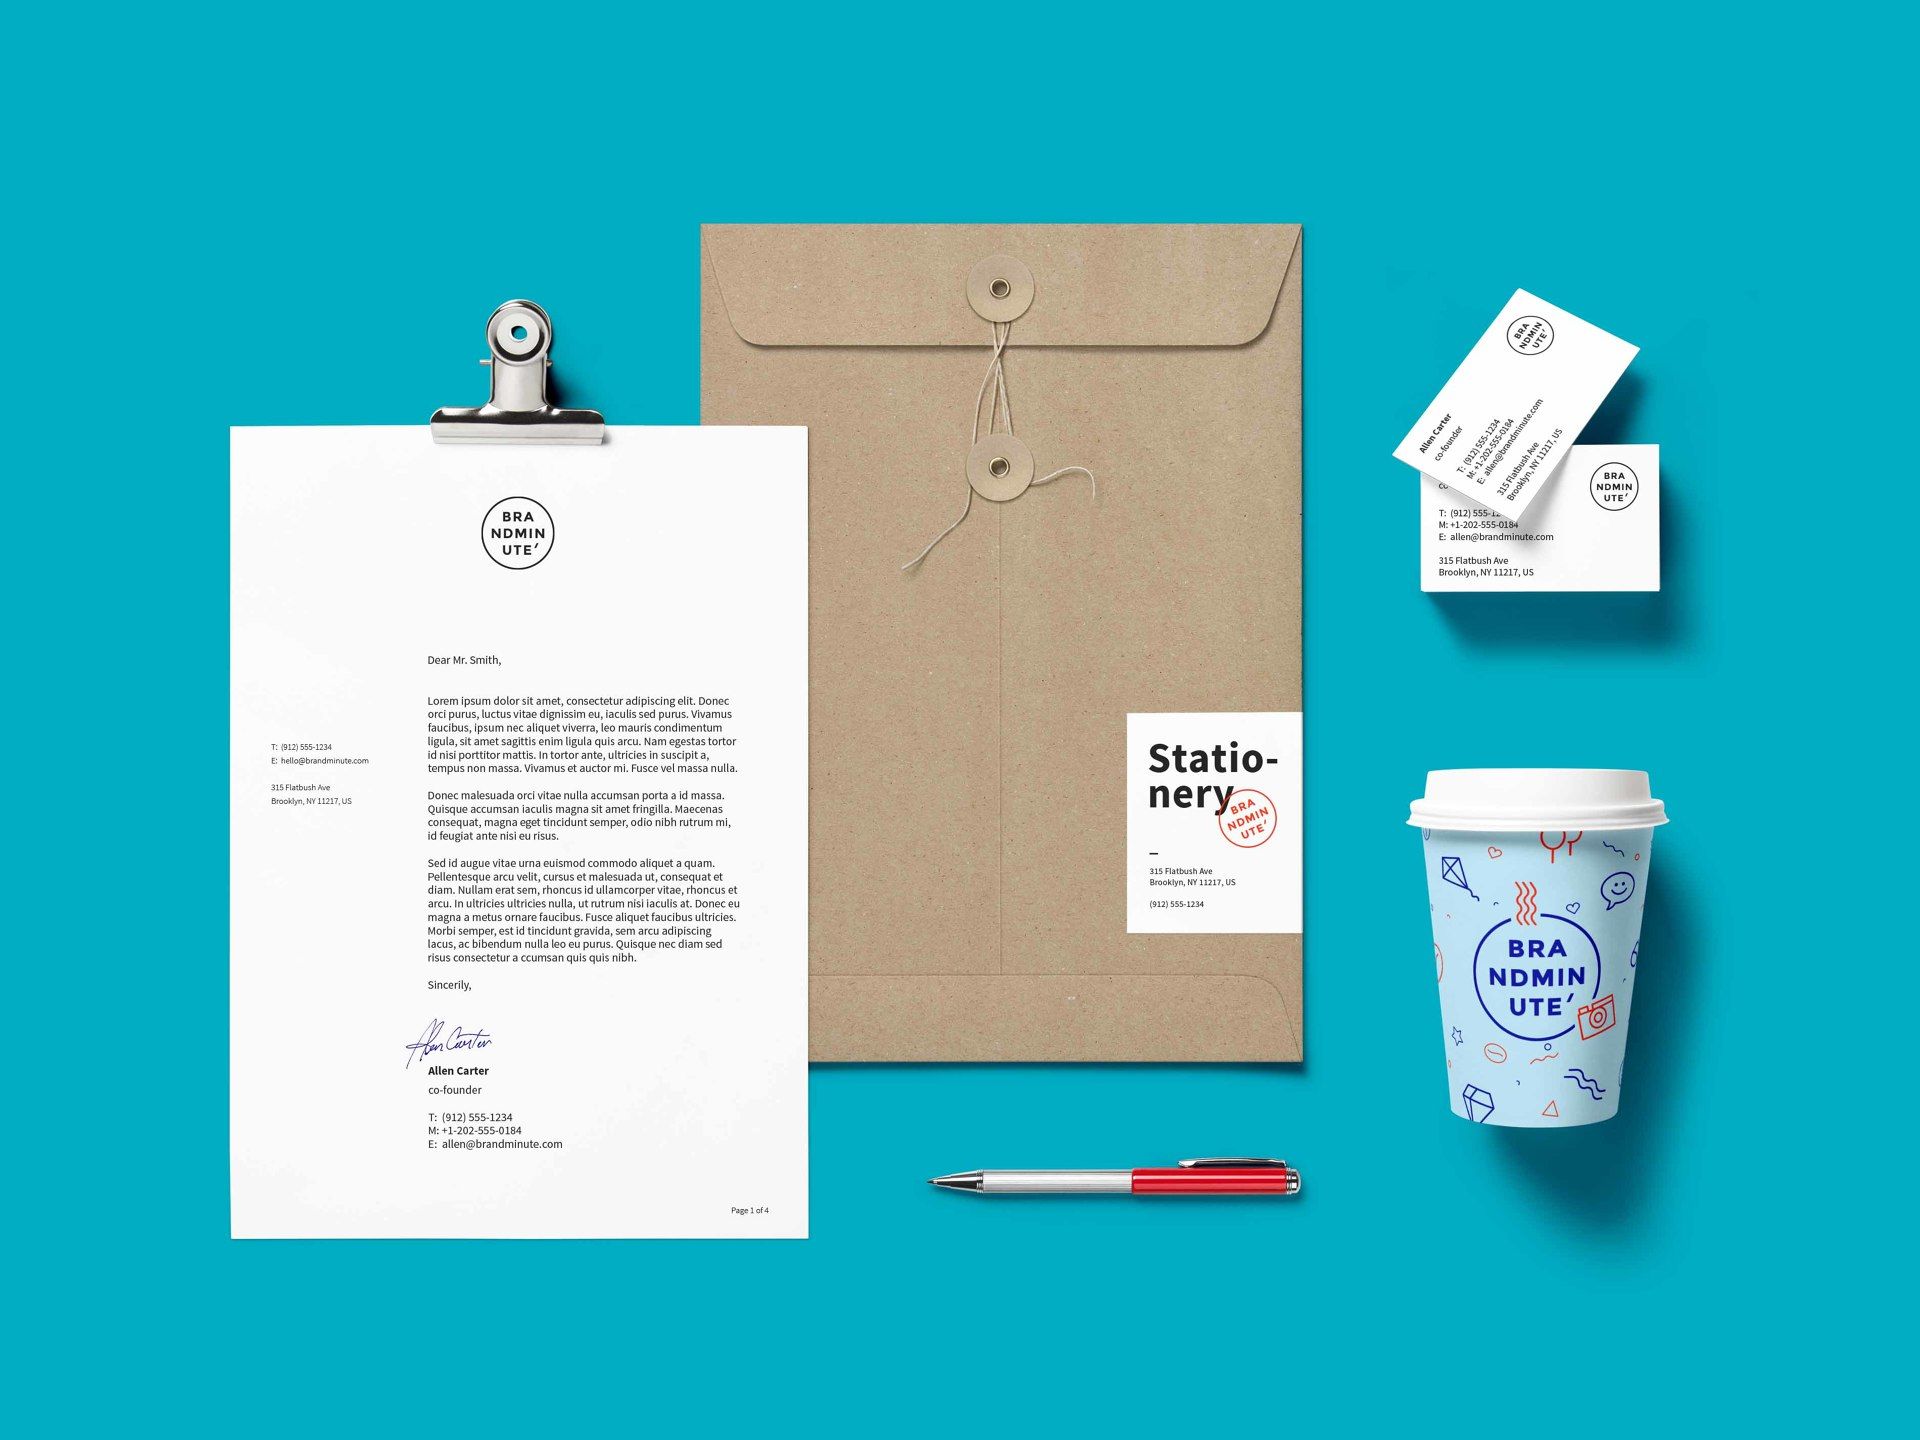 BRA
NDMIN
UTE′
Dear Mr. Smith,
Lorem ipsum dolor sit amet, consectetur adipiscing elit. Donec
orci purus, luctus vitae dignissim eu, iaculis sed purus. Vivamus
faucibus, ipsum nec aliquet viverra, leo mauris condimentum
ligula, sit amet sagittis enim ligula quis arcu. Nam egestas tortor
id nisi porttitor mattis. In tortor ante, ultricies in suscipit a,
tempus non massa. Vivamus et auctor mi. Fusce vel massa nulla.
Donec malesuada orci vitae nulla accumsan porta a id massa.
Quisque accumsan iaculis magna sit amet fringilla. Maecenas
consequat, magna eget tincidunt semper, odio nibh rutrum mi,
id feugiat ante nisi eu risus.
Sed id augue vitae urna euismod commodo aliquet a quam.
Pellentesque arcu velit, cursus et malesuada ut, consequat et
diam. Nullam erat sem, rhoncus id ullamcorper vitae, rhoncus et
arcu. In ultricies ultricies nulla, ut rutrum nisi iaculis at. Donec eu
magna a metus ornare faucibus. Fusce aliquet faucibus ultricies.
Morbi semper, est id tincidunt gravida, sem arcu adipiscing
lacus, ac bibendum nulla leo eu purus. Quisque nec diam sed
risus consectetur a ccumsan quis quis nibh.
Sincerily,
Allen Carter
Allen Carter
co-founder
T: (912) 555-1234
M: +1-202-555-0184
E: allen@brandminute.com
T: (912) 555-1234
E: hello@brandminute.com
315 Flatbush Ave
Brooklyn, NY 11217, US
Page 1 of 4
Statio-
nery
BRA
NDMIN
UTE′
315 Flatbush Ave
Brooklyn, NY 11217, US
(912) 555-1234
BRA
NDMIN
UTE′
Allen Carter
co-founder
T: (912) 555-1234
M: +1-202-555-0184
E: allen@brandminute.com
315 Flatbush Ave
Brooklyn, NY 11217, US
BRA
NDMIN
UTE′
co
T: (912) 555-12
M: +1-202-555-0184
E: allen@brandminute.com
315 Flatbush Ave
Brooklyn, NY 11217, US
BRA
NDMIN
UTE′